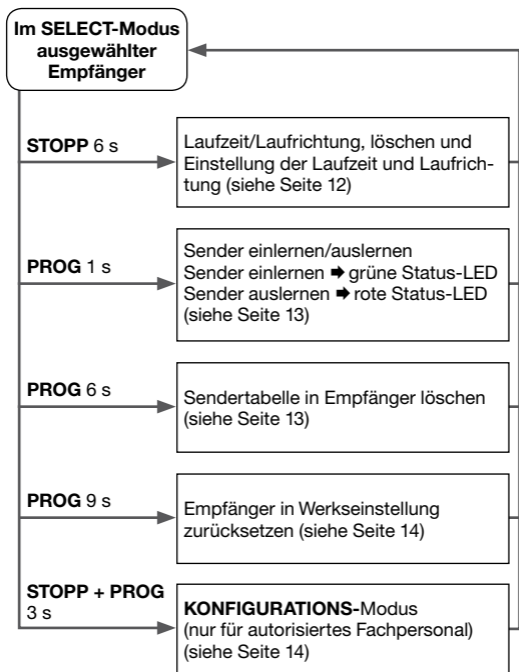 Im SELECT-Modus
ausgewählter
Empfänger
STOPP 6 s
Laufzeit/Laufrichtung, löschen und
Einstellung der Laufzeit und Laufrich-
tung (siehe Seite 12)
PROG 1 s
Sender einlernen/auslernen
Sender einlernen ➡ grüne Status-LED
Sender auslernen ➡ rote Status-LED
(siehe Seite 13)
PROG 6 s
Sendertabelle in Empfänger löschen
(siehe Seite 13)
PROG 9 s
Empfänger in Werkseinstellung
zurücksetzen (siehe Seite 14)
STOPP + PROG
3 s
KONFIGURATIONS-Modus
(nur für autorisiertes Fachpersonal)
(siehe Seite 14)